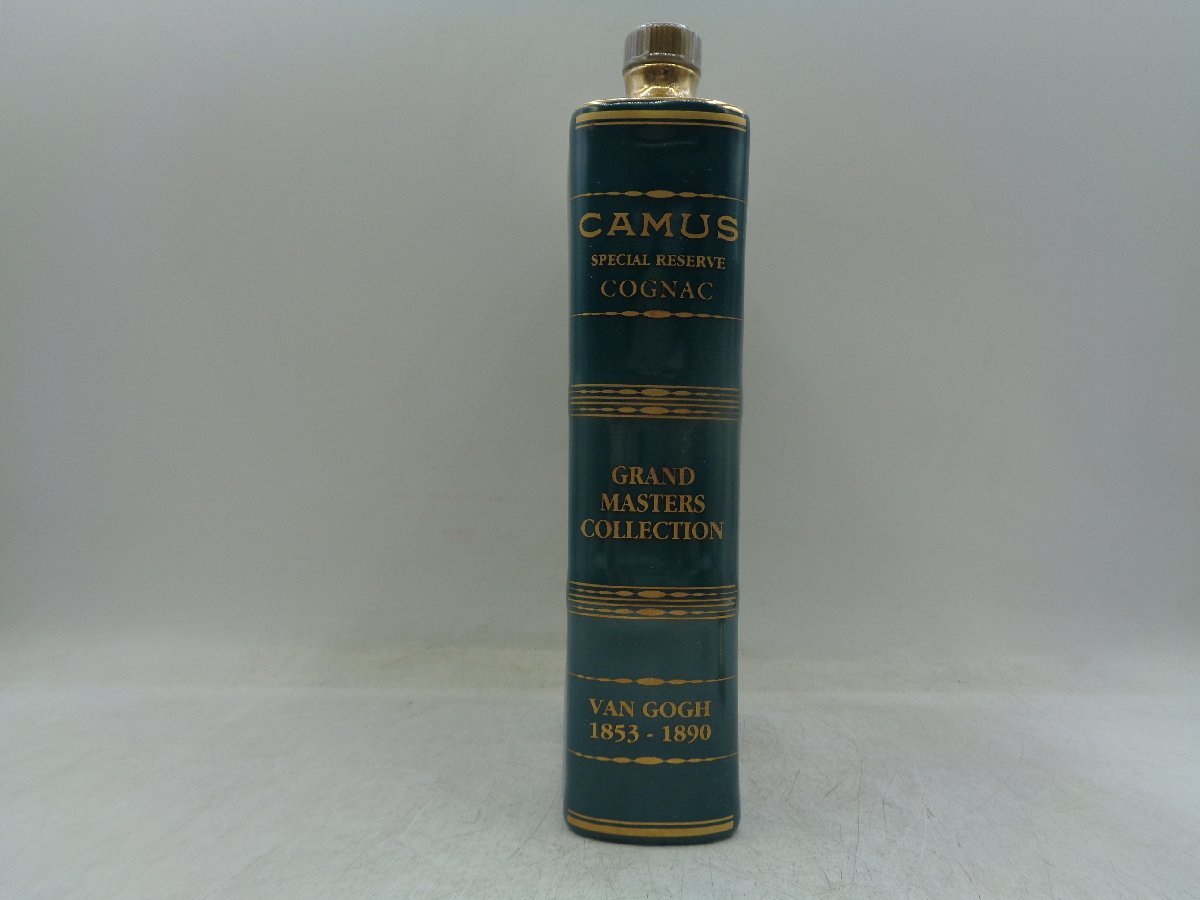 CAMUS
SPECIAL RESERVE
COGNAC
GRAND
MASTERS
COLLECTION
VAN GOGH
1853 - 1890